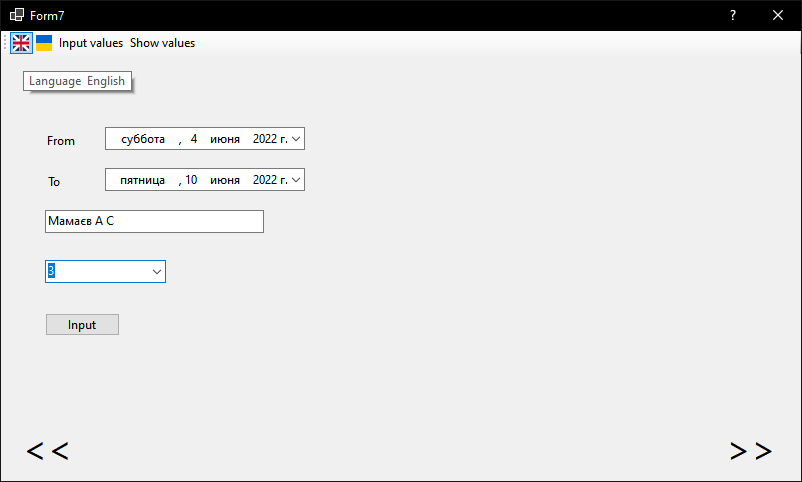 Form7
?
Input values Show values
Language English
From суббота , 4 июня 2022 г.
To пятница , 10 июня 2022 г.
Мамаєв А С
3
Input
<< >>